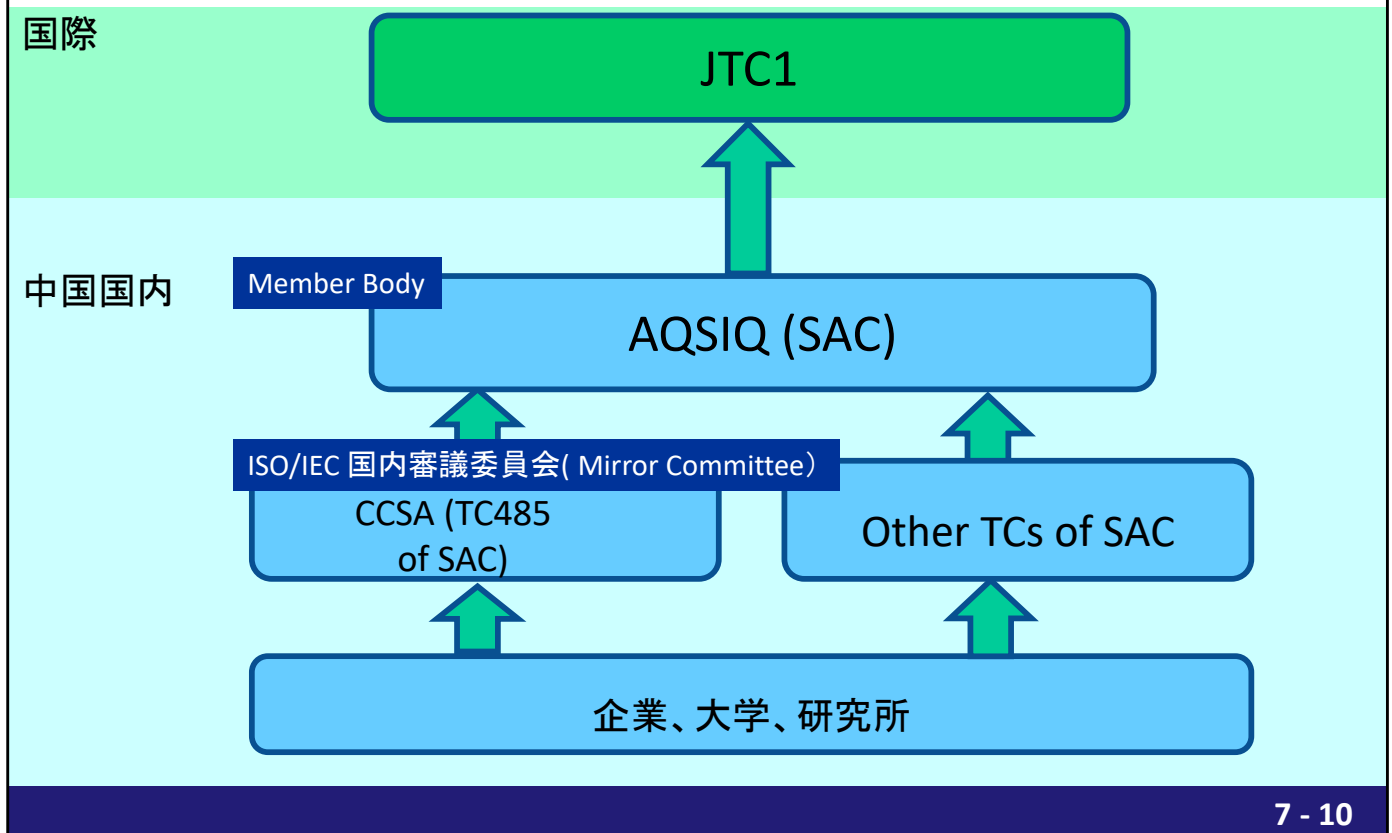 国際
JTC1
中国国内
Member Body
AQSIQ (SAC)
ISO/IEC 国内審議委員会( Mirror Committee）
CCSA (TC485
of SAC)
Other TCs of SAC
企業、大学、研究所
7 - 10